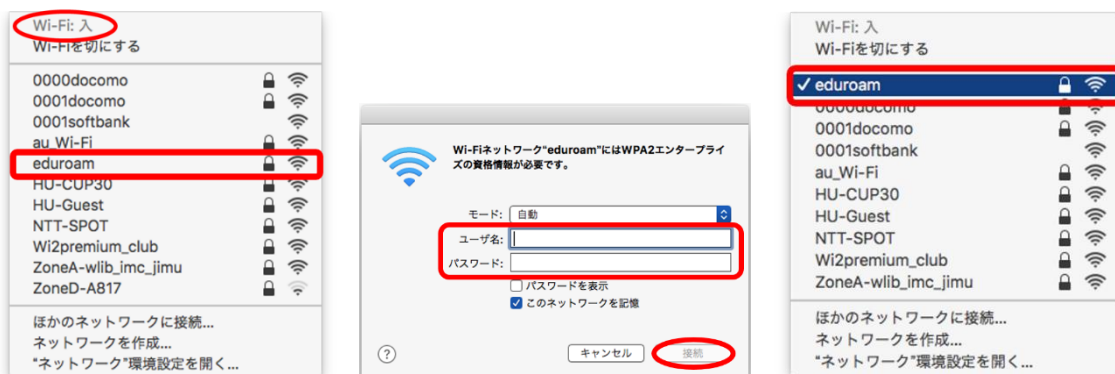 Wi-Fi: 入
Wi-Fiを切にする
0000docomo
0001docomo
0001softbank
au_Wi-Fi
eduroam
HU-CUP30
HU-Guest
NTT-SPOT
Wi2premium_club
ZoneA-wlib_imc_jimu
ZoneD-A817
ほかのネットワークに接続...
ネットワークを作成...
"ネットワーク"環境設定を開く...
Wi-Fiネットワーク"eduroam"にはWPA2エンタープライ
ズの資格情報が必要です。
モード: 自動
ユーザ名:
パスワード:
パスワードを表示
このネットワークを記憶
? キャンセル 接続
Wi-Fi: 入
Wi-Fiを切にする
✓ eduroam
0000docomo
0001docomo
0001softbank
au_Wi-Fi
HU-CUP30
HU-Guest
NTT-SPOT
Wi2premium_club
ZoneA-wlib_imc_jimu
ほかのネットワークに接続...
ネットワークを作成...
"ネットワーク"環境設定を開く...